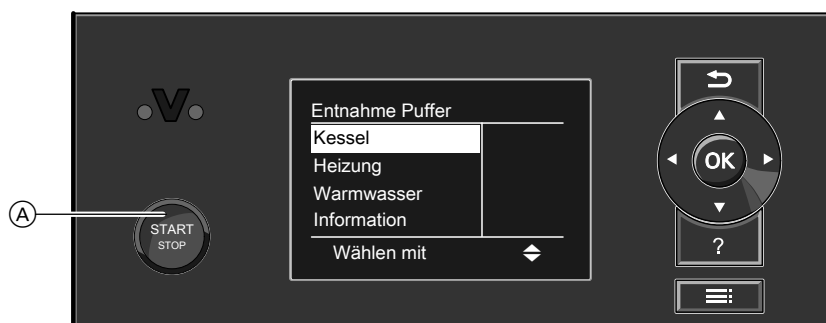 Entnahme Puffer
Kessel
Heizung
Warmwasser
Information
Wählen mit
A
START
STOP
OK
?